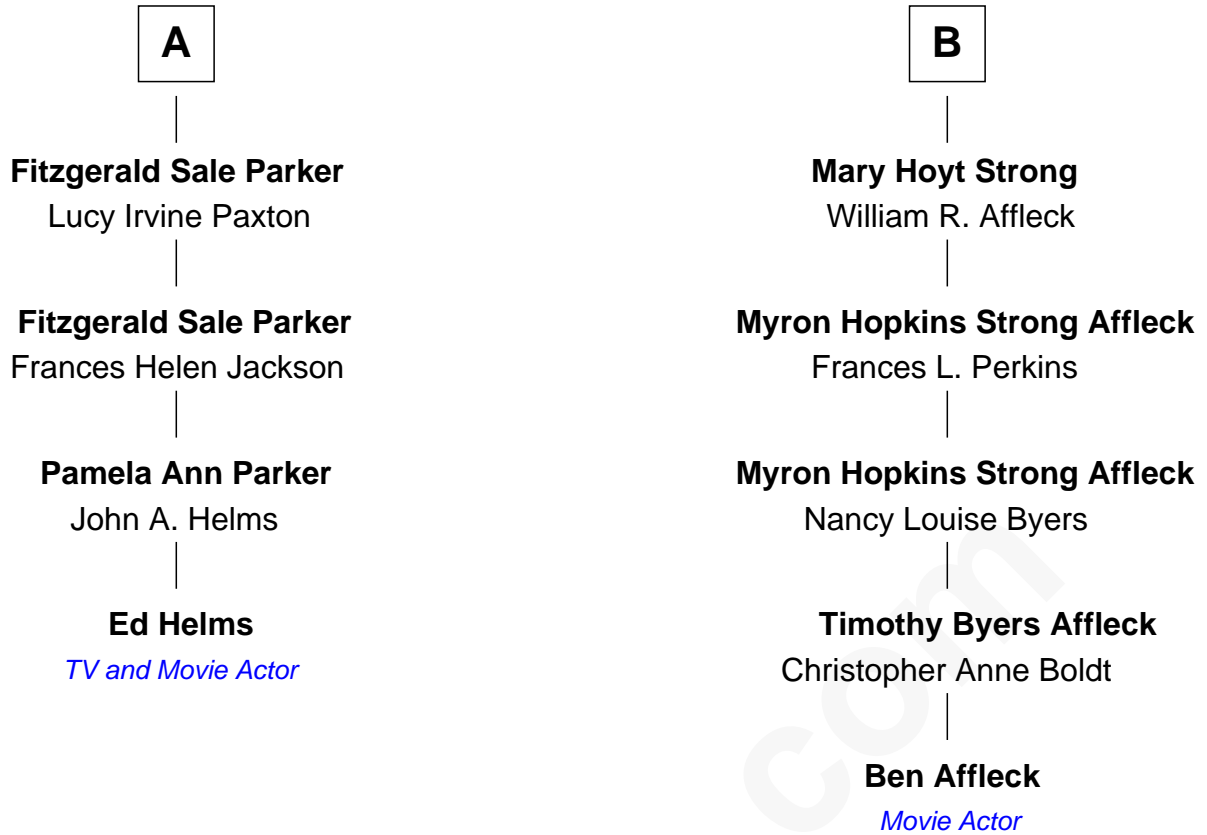 A
Fitzgerald Sale Parker
Lucy Irvine Paxton
Fitzgerald Sale Parker
Frances Helen Jackson
Pamela Ann Parker
John A. Helms
Ed Helms
TV and Movie Actor
B
Mary Hoyt Strong
William R. Affleck
Myron Hopkins Strong Affleck
Frances L. Perkins
Myron Hopkins Strong Affleck
Nancy Louise Byers
Timothy Byers Affleck
Christopher Anne Boldt
Ben Affleck
Movie Actor
com